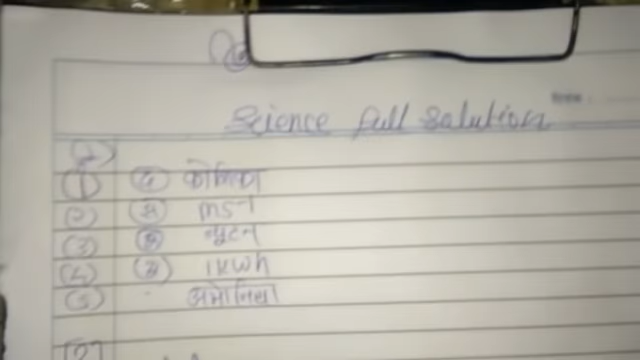 Science full Solution
(1) (द) कोशिका
(2) (अ) ms-1
(3) (ब) न्यूटन
(4) (अ) 1kwh
(5) अमोनिया